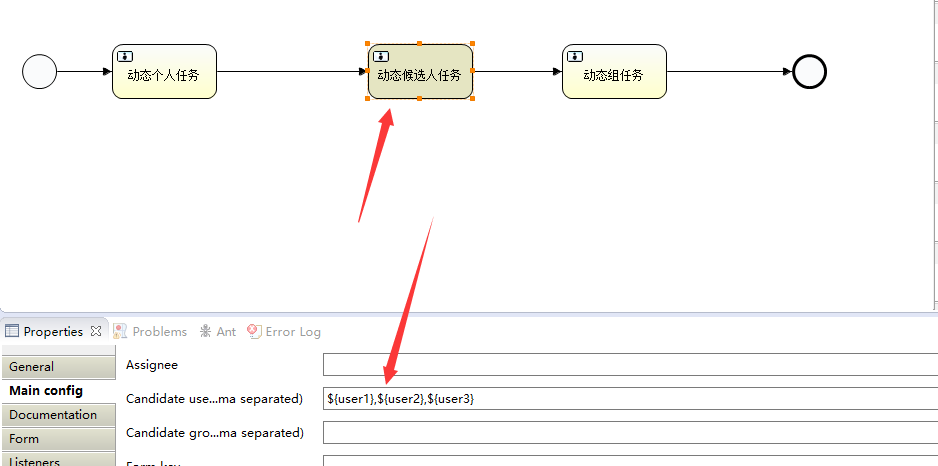 动态个人任务
动态候选人任务
动态组任务
Properties
Problems
Ant
Error Log
General
Assignee
Main config
Candidate use...ma separated)
${user1},${user2},${user3}
Documentation
Form
Candidate gro...ma separated)
Listeners
Form key